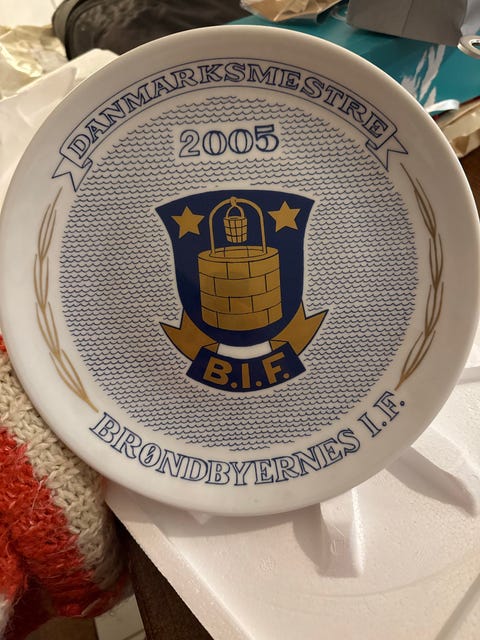 DANMARKSMESTRE
2005
B.I.F.
BRØNDBYERNES I.F.